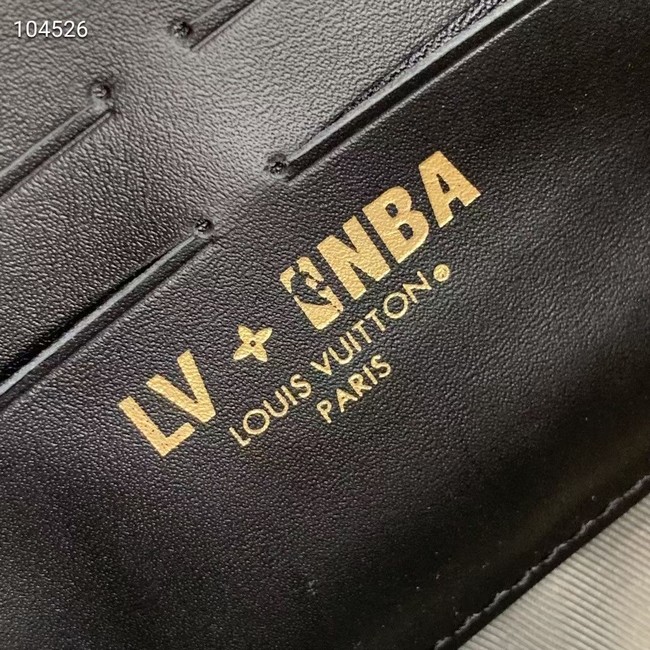 104526
LV + NBA
LOUIS VUITTON®
PARIS